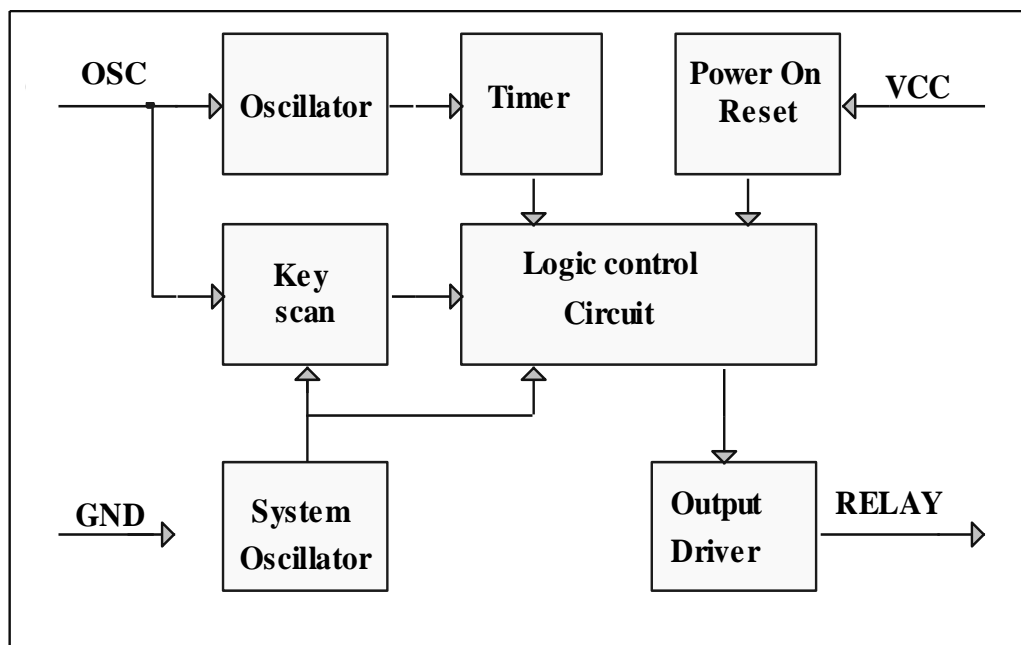 OSC
Oscillator
Timer
Power On
Reset
VCC
Key
scan
Logic control
Circuit
GND
System
Oscillator
Output
Driver
RELAY